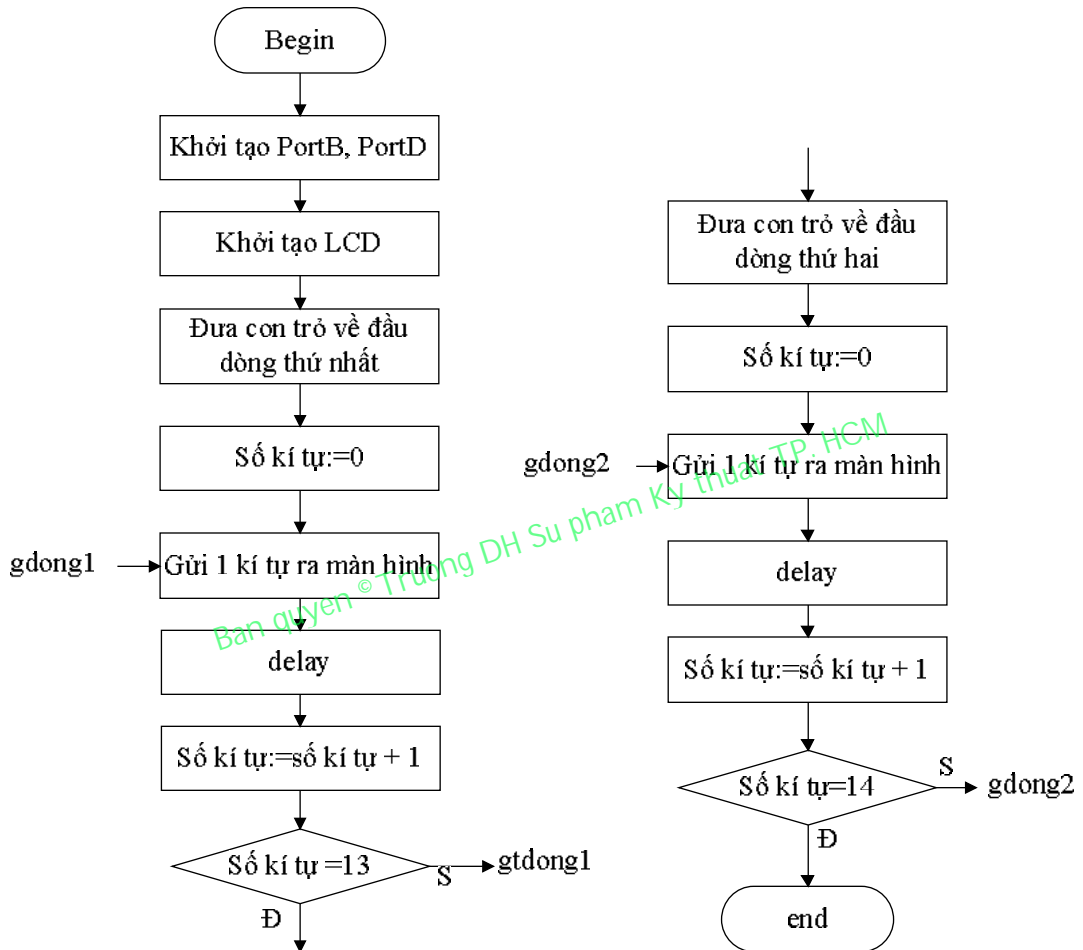 Begin
Khởi tạo PortB, PortD
Khởi tạo LCD
Đưa con trỏ về đầu
dòng thứ nhất
Số kí tự:=0
gdong1
Gửi 1 kí tự ra màn hình
delay
Số kí tự:=số kí tự + 1
Số kí tự =13
S
gtdong1
Đ
Đưa con trỏ về đầu
dòng thứ hai
Số kí tự:=0
gdong2
Gửi 1 kí tự ra màn hình
delay
Số kí tự:=số kí tự + 1
Số kí tự=14
S
gdong2
Đ
end
Ban quyen © Truong DH Su pham Ky thuat TP. HCM